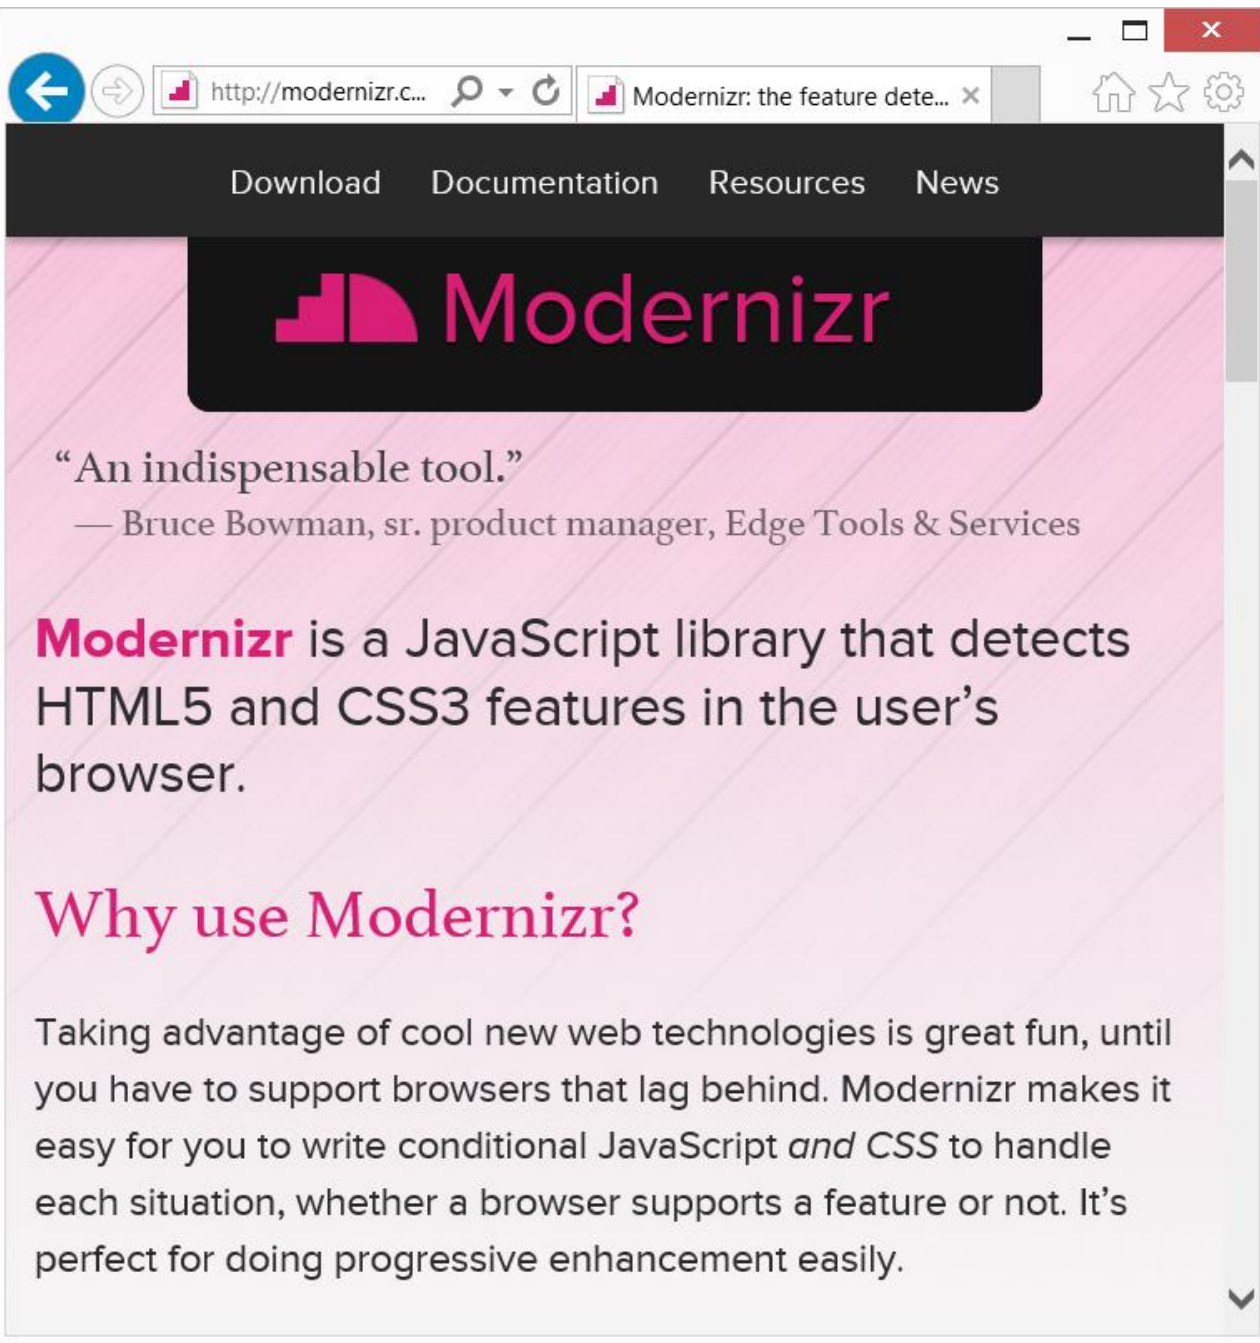 http://modernizr.c...
Modernizr: the feature dete...
Download Documentation Resources News
Modernizr
“An indispensable tool.”
— Bruce Bowman, sr. product manager, Edge Tools & Services
Modernizr is a JavaScript library that detects
HTML5 and CSS3 features in the user’s
browser.
Why use Modernizr?
Taking advantage of cool new web technologies is great fun, until
you have to support browsers that lag behind. Modernizr makes it
easy for you to write conditional JavaScript and CSS to handle
each situation, whether a browser supports a feature or not. It’s
perfect for doing progressive enhancement easily.